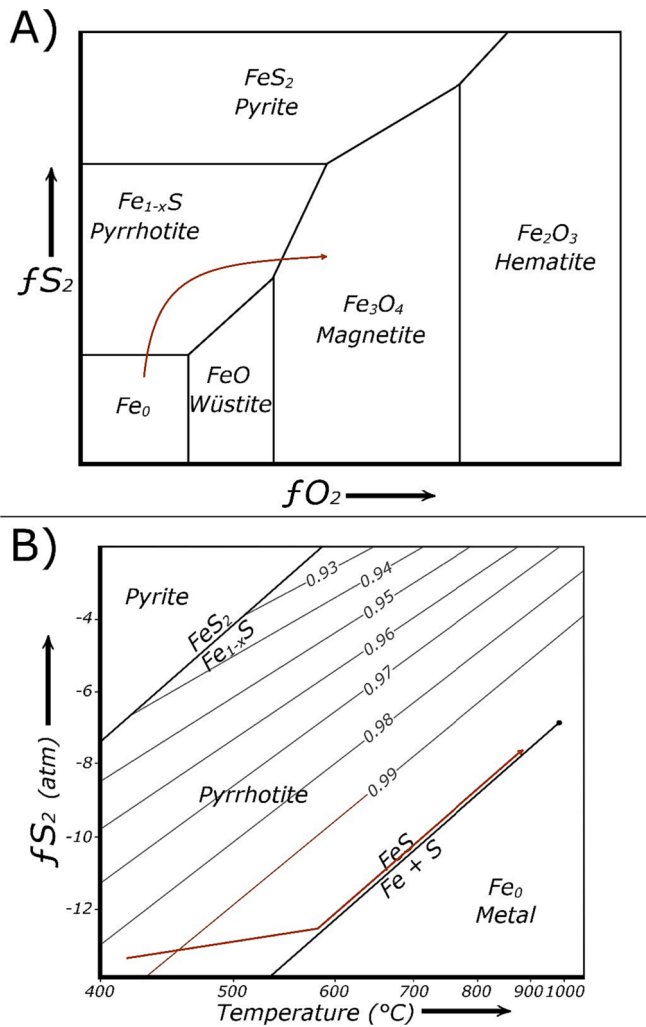 A)
FeS₂
Pyrite
Fe₁₋ₓS
Pyrrhotite
Fe₂O₃
Hematite
ƒS₂
Fe₃O₄
Magnetite
FeO
Wüstite
Fe₀
ƒO₂
B)
Pyrite
FeS₂
Fe₁₋ₓS
0.93
0.94
0.95
0.96
0.97
0.98
0.99
Pyrrhotite
FeS
Fe + S
Fe₀
Metal
ƒS₂ (atm)
-4
-6
-8
-10
-12
400 500 600 700 800 900 1000
Temperature (°C)